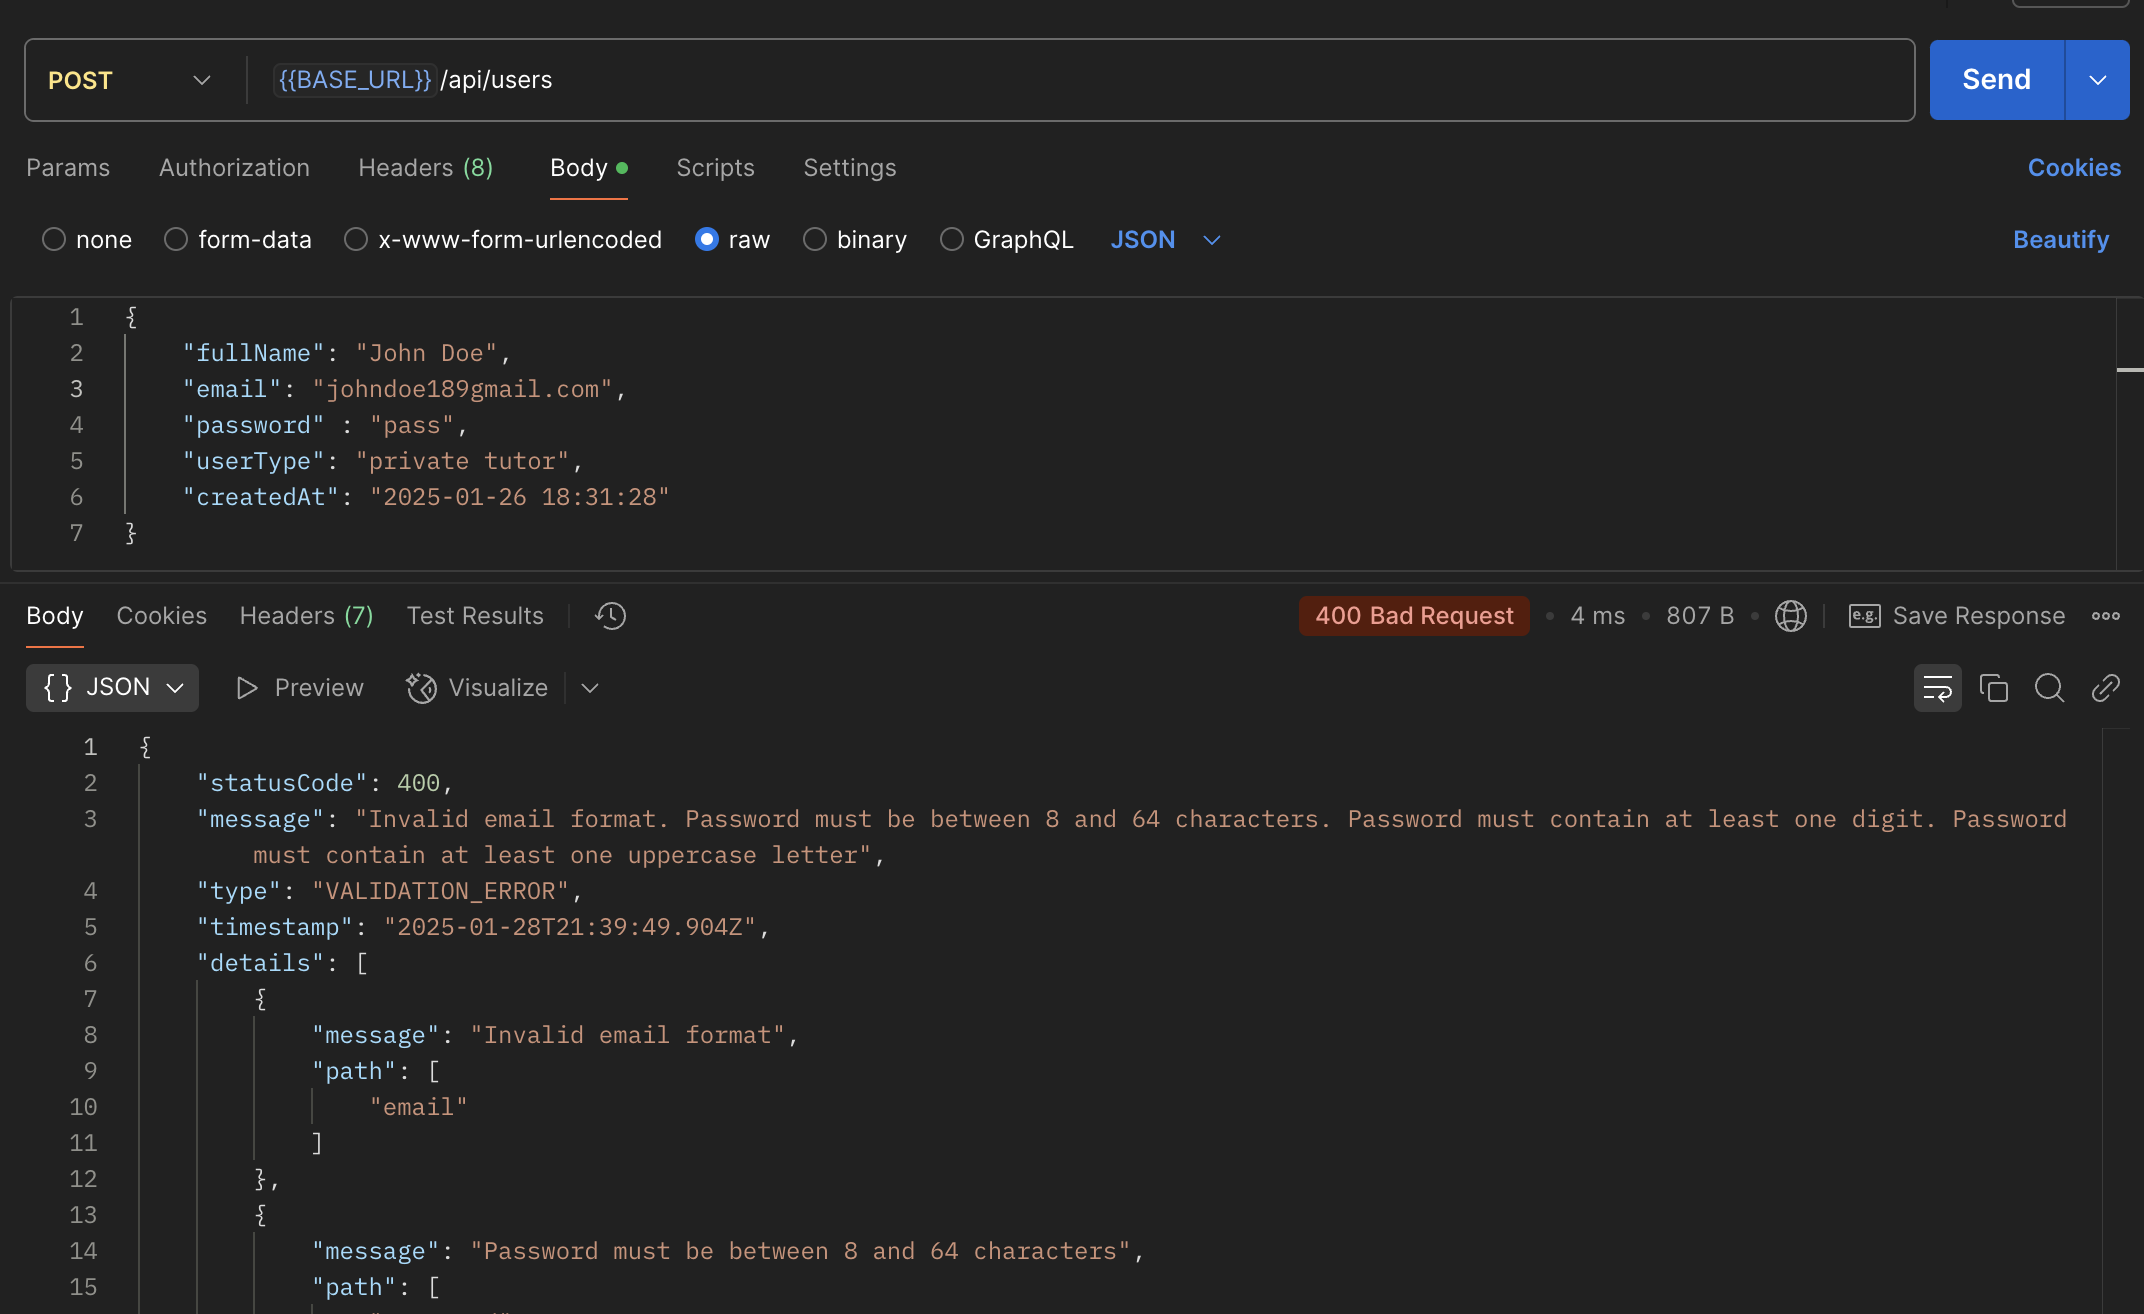 POST {{BASE_URL}}/api/users Send
Params Authorization Headers (8) Body Scripts Settings Cookies
none form-data x-www-form-urlencoded raw binary GraphQL JSON Beautify
1 {
2 "fullName": "John Doe",
3 "email": "johndoe189gmail.com",
4 "password" : "pass",
5 "userType": "private tutor",
6 "createdAt": "2025-01-26 18:31:28"
7 }
Body Cookies Headers (7) Test Results 400 Bad Request • 4 ms • 807 B • e.g. Save Response
{} JSON Preview Visualize
1 {
2 "statusCode": 400,
3 "message": "Invalid email format. Password must be between 8 and 64 characters. Password must contain at least one digit. Password
must contain at least one uppercase letter",
4 "type": "VALIDATION_ERROR",
5 "timestamp": "2025-01-28T21:39:49.904Z",
6 "details": [
7 {
8 "message": "Invalid email format",
9 "path": [
10 "email"
11 ]
12 },
13 {
14 "message": "Password must be between 8 and 64 characters",
15 "path": [